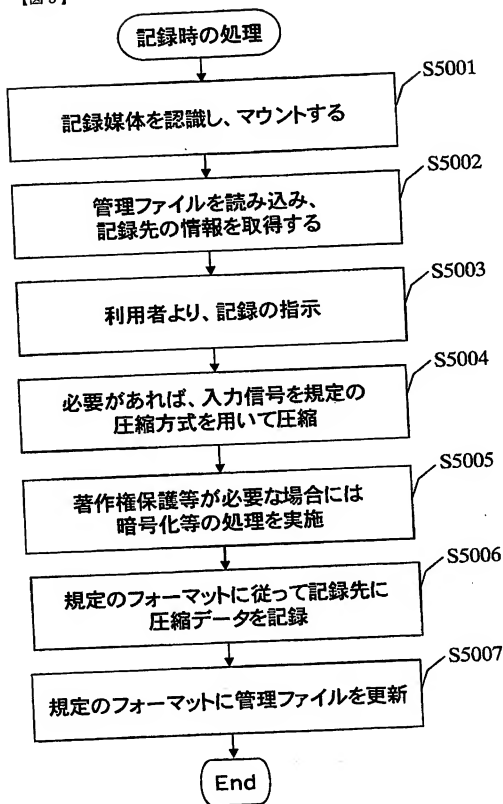 記録時の処理
S5001
記録媒体を認識し、マウントする
S5002
管理ファイルを読み込み、
記録先の情報を取得する
S5003
利用者より、記録の指示
S5004
必要があれば、入力信号を規定の
圧縮方式を用いて圧縮
S5005
著作権保護等が必要な場合には
暗号化等の処理を実施
S5006
規定のフォーマットに従って記録先に
圧縮データを記録
S5007
規定のフォーマットに管理ファイルを更新
End